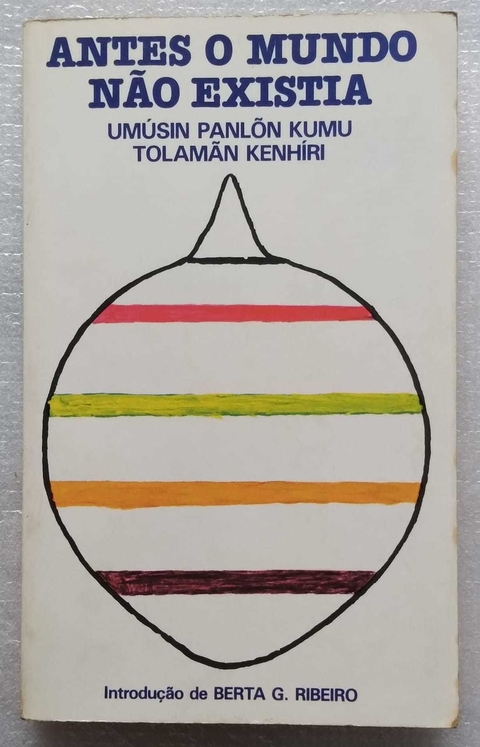 ANTES O MUNDO
NÃO EXISTIA
UMÚSIN PANLÕN KUMU
TOLAMÃN KENHÍRI
Introdução de BERTA G. RIBEIRO